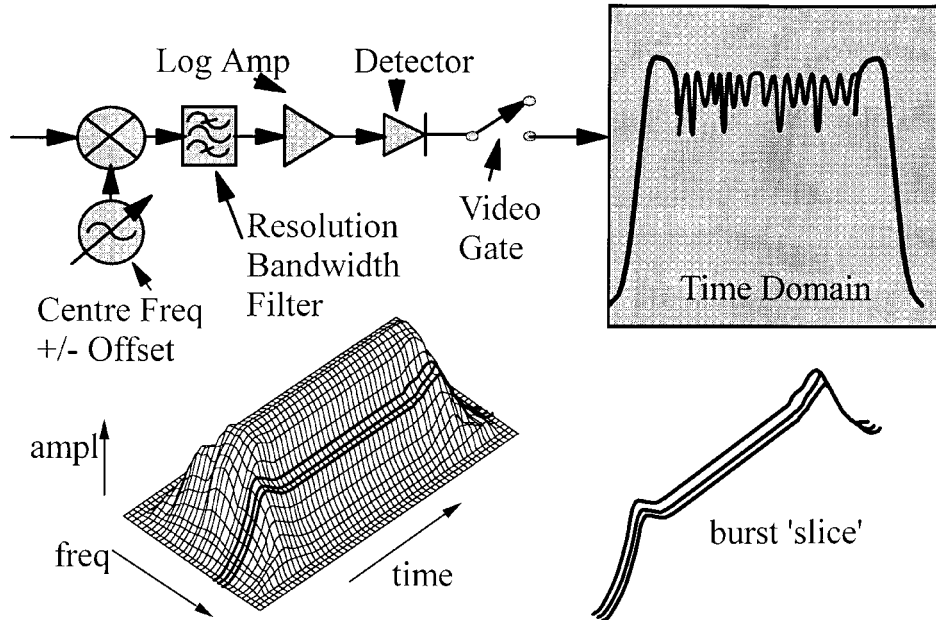 Log Amp
Detector
Resolution
Bandwidth
Filter
Video
Gate
Centre Freq
+/- Offset
Time Domain
ampl
freq
time
burst 'slice'